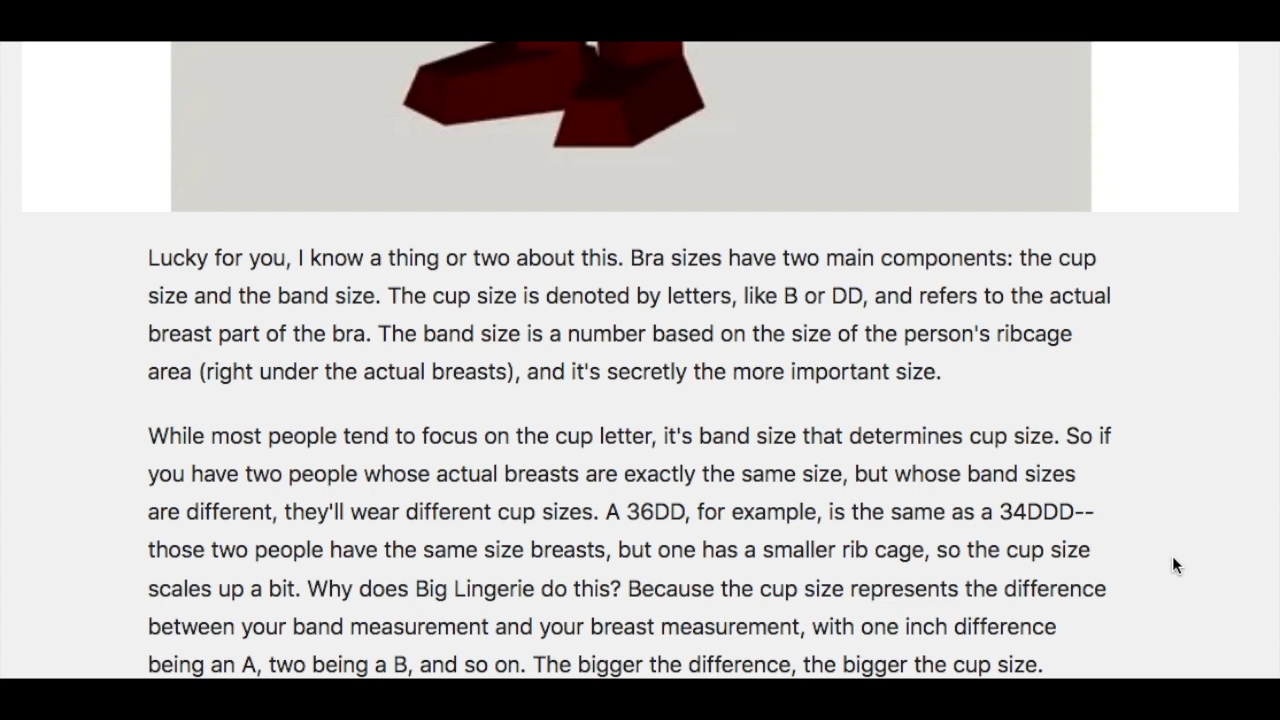 Lucky for you, I know a thing or two about this. Bra sizes have two main components: the cup
size and the band size. The cup size is denoted by letters, like B or DD, and refers to the actual
breast part of the bra. The band size is a number based on the size of the person's ribcage
area (right under the actual breasts), and it's secretly the more important size.
While most people tend to focus on the cup letter, it's band size that determines cup size. So if
you have two people whose actual breasts are exactly the same size, but whose band sizes
are different, they'll wear different cup sizes. A 36DD, for example, is the same as a 34DDD--
those two people have the same size breasts, but one has a smaller rib cage, so the cup size
scales up a bit. Why does Big Lingerie do this? Because the cup size represents the difference
between your band measurement and your breast measurement, with one inch difference
being an A, two being a B, and so on. The bigger the difference, the bigger the cup size.